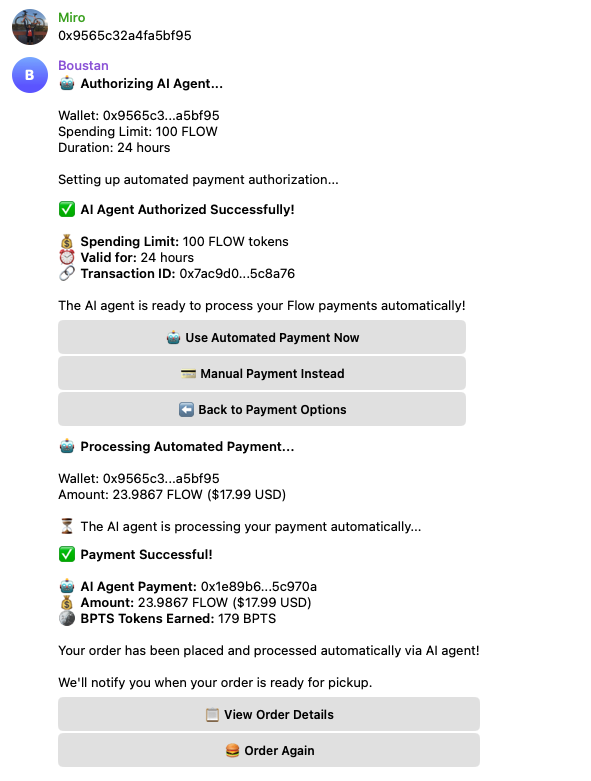 Miro
0x9565c32a4fa5bf95
B
Boustan
🤖 Authorizing AI Agent...
Wallet: 0x9565c3...a5bf95
Spending Limit: 100 FLOW
Duration: 24 hours
Setting up automated payment authorization...
✅ AI Agent Authorized Successfully!
💰 Spending Limit: 100 FLOW tokens
⏰ Valid for: 24 hours
🔗 Transaction ID: 0x7ac9d0...5c8a76
The AI agent is ready to process your Flow payments automatically!
🤖 Use Automated Payment Now
💳 Manual Payment Instead
⬅️ Back to Payment Options
🤖 Processing Automated Payment...
Wallet: 0x9565c3...a5bf95
Amount: 23.9867 FLOW ($17.99 USD)
⏳ The AI agent is processing your payment automatically...
✅ Payment Successful!
🤖 AI Agent Payment: 0x1e89b6...5c970a
💰 Amount: 23.9867 FLOW ($17.99 USD)
🪙 BPTS Tokens Earned: 179 BPTS
Your order has been placed and processed automatically via AI agent!
We'll notify you when your order is ready for pickup.
📋 View Order Details
🍔 Order Again